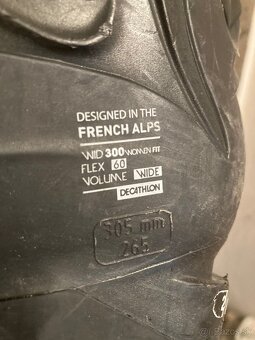 DESIGNED IN THE
FRENCH ALPS
WID 300 WOMEN FIT
FLEX 60
VOLUME WIDE
DECATHLON
305 mm
265